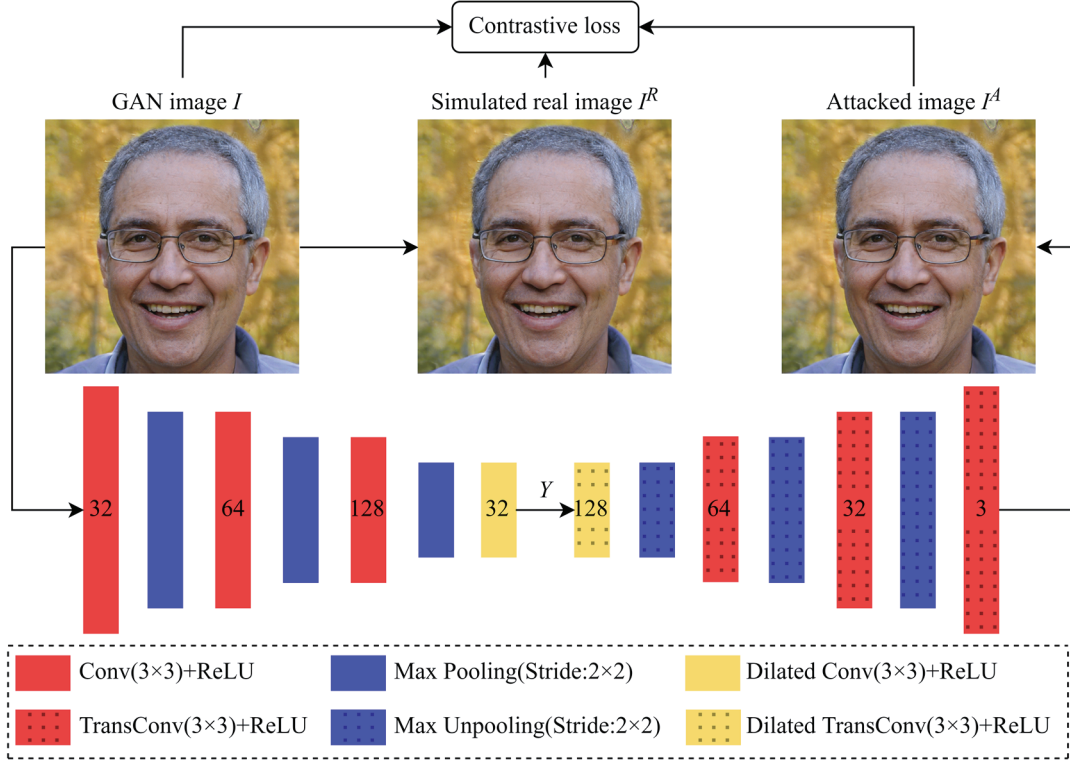 Contrastive loss
GAN image I
Simulated real image I^R
Attacked image I^A
32
64
128
32
Y
128
64
32
3
Conv(3×3)+ReLU
Max Pooling(Stride:2×2)
Dilated Conv(3×3)+ReLU
TransConv(3×3)+ReLU
Max Unpooling(Stride:2×2)
Dilated TransConv(3×3)+ReLU